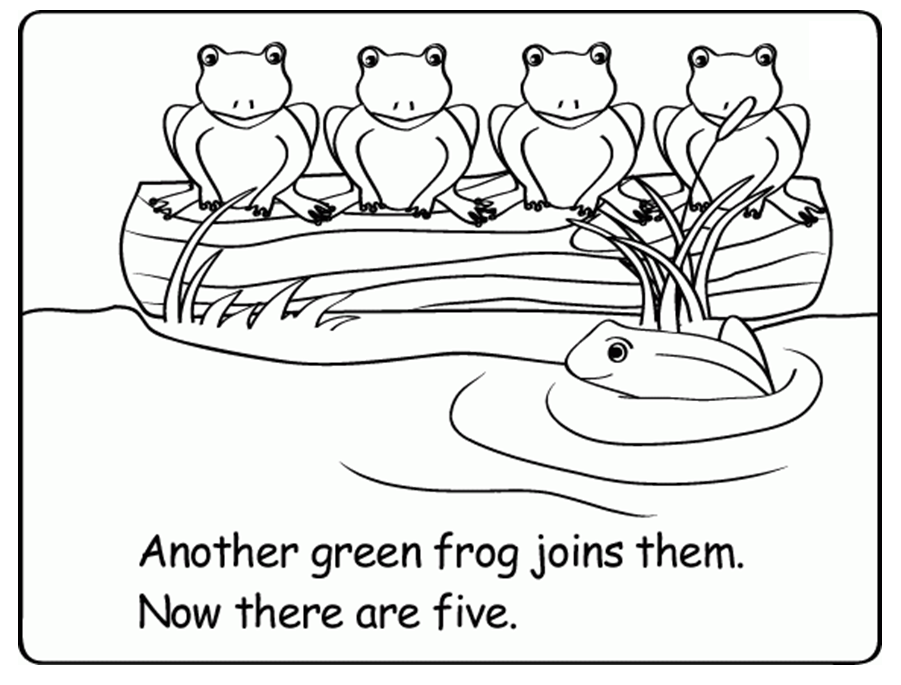 Another green frog joins them.
Now there are five.